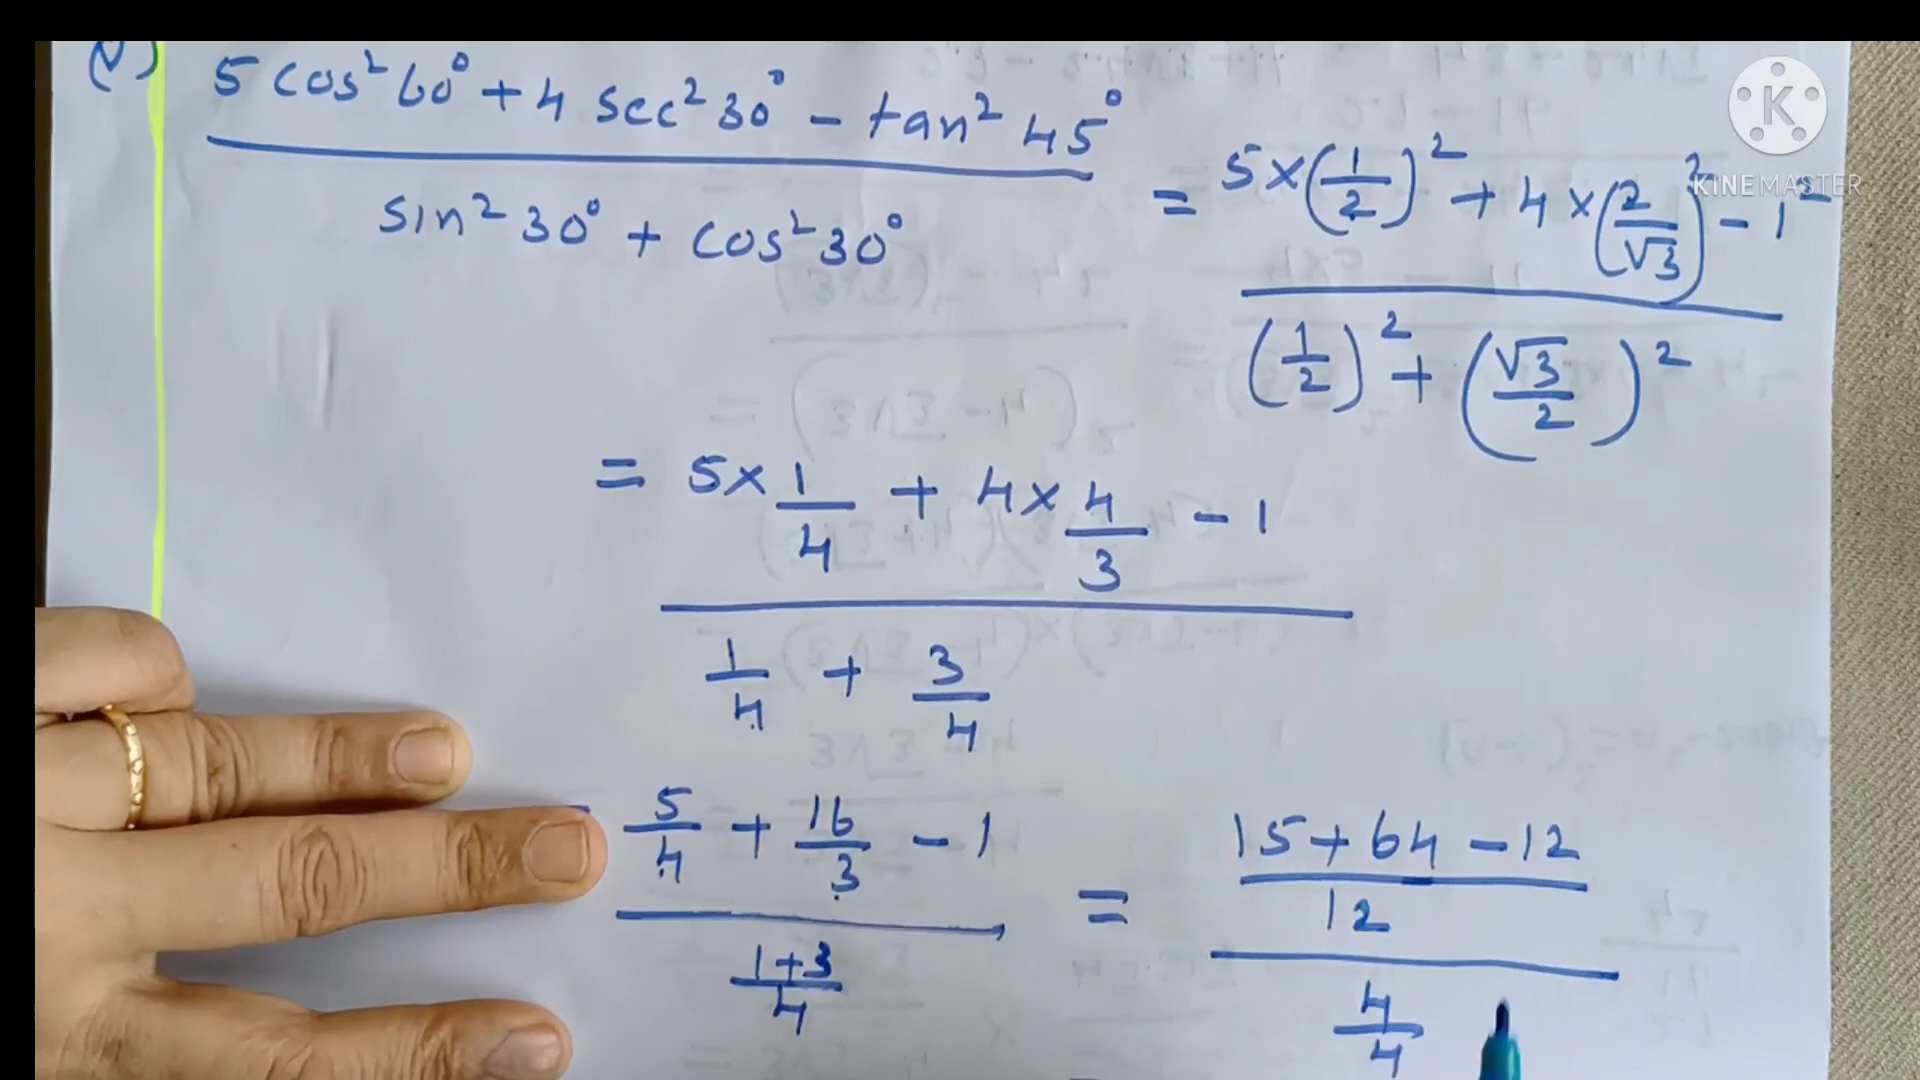 (v)
5 cos² 60° + 4 sec² 30° - tan² 45°
sin² 30° + cos² 30°
= 5×(1/2)² + 4×(2/√3)² - 1²
(1/2)² + (√3/2)²
= 5×1/4 + 4×4/3 - 1
1/4 + 3/4
5/4 + 16/3 - 1
1+3/4
= 15+64-12
12
4/4
K
KINEMASTER